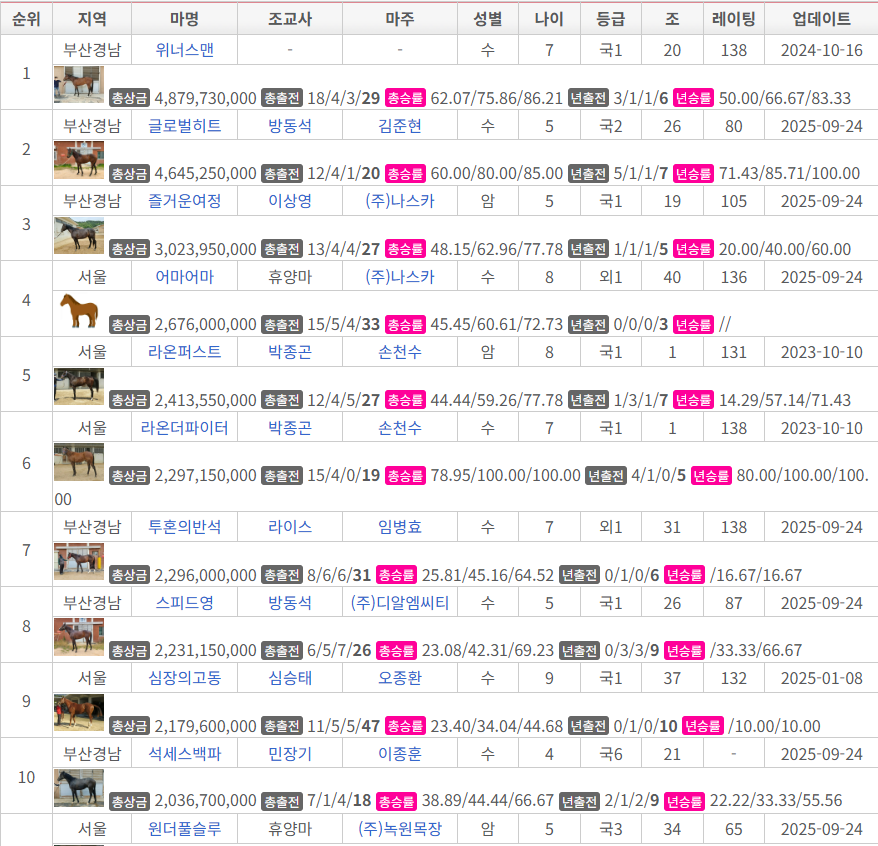 순위 지역 마명 조교사 마주 성별 나이 등급 조 레이팅 업데이트
1 부산경남 위너스맨 - - 수 7 국1 20 138 2024-10-16
총상금 4,879,730,000 총출전 18/4/3/29 총승률 62.07/75.86/86.21 년출전 3/1/1/6 년승률 50.00/66.67/83.33
2 부산경남 글로벌히트 방동석 김준현 수 5 국2 26 80 2025-09-24
총상금 4,645,250,000 총출전 12/4/1/20 총승률 60.00/80.00/85.00 년출전 5/1/1/7 년승률 71.43/85.71/100.00
3 부산경남 즐거운여정 이상영 (주)나스카 암 5 국1 19 105 2025-09-24
총상금 3,023,950,000 총출전 13/4/4/27 총승률 48.15/62.96/77.78 년출전 1/1/1/5 년승률 20.00/40.00/60.00
4 서울 어마어마 휴양마 (주)나스카 수 8 외1 40 136 2025-09-24
총상금 2,676,000,000 총출전 15/5/4/33 총승률 45.45/60.61/72.73 년출전 0/0/0/3 년승률 //
5 서울 라온퍼스트 박종곤 손천수 암 8 국1 1 131 2023-10-10
총상금 2,413,550,000 총출전 12/4/5/27 총승률 44.44/59.26/77.78 년출전 1/3/1/7 년승률 14.29/57.14/71.43
6 서울 라온더파이터 박종곤 손천수 수 7 국1 1 138 2023-10-10
총상금 2,297,150,000 총출전 15/4/0/19 총승률 78.95/100.00/100.00 년출전 4/1/0/5 년승률 80.00/100.00/100.
00
7 부산경남 투혼의반석 라이스 임병효 수 7 외1 31 138 2025-09-24
총상금 2,296,000,000 총출전 8/6/6/31 총승률 25.81/45.16/64.52 년출전 0/1/0/6 년승률 /16.67/16.67
8 부산경남 스피드영 방동석 (주)디알엠씨티 수 5 국1 26 87 2025-09-24
총상금 2,231,150,000 총출전 6/5/7/26 총승률 23.08/42.31/69.23 년출전 0/3/3/9 년승률 /33.33/66.67
9 서울 심장의고동 심승태 오종환 수 9 국1 37 132 2025-01-08
총상금 2,179,600,000 총출전 11/5/5/47 총승률 23.40/34.04/44.68 년출전 0/1/0/10 년승률 /10.00/10.00
10 부산경남 석세스백파 민장기 이종훈 수 4 국6 21 - 2025-09-24
총상금 2,036,700,000 총출전 7/1/4/18 총승률 38.89/44.44/66.67 년출전 2/1/2/9 년승률 22.22/33.33/55.56
서울 원더풀슬루 휴양마 (주)녹원목장 암 5 국3 34 65 2025-09-24